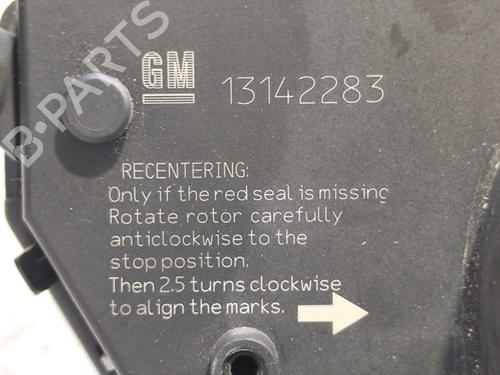 GM 13142283
RECENTERING:
Only if the red seal is missing
Rotate rotor carefully
anticlockwise to the
stop position.
Then 2.5 turns clockwise
to align the marks.
B-PARTS